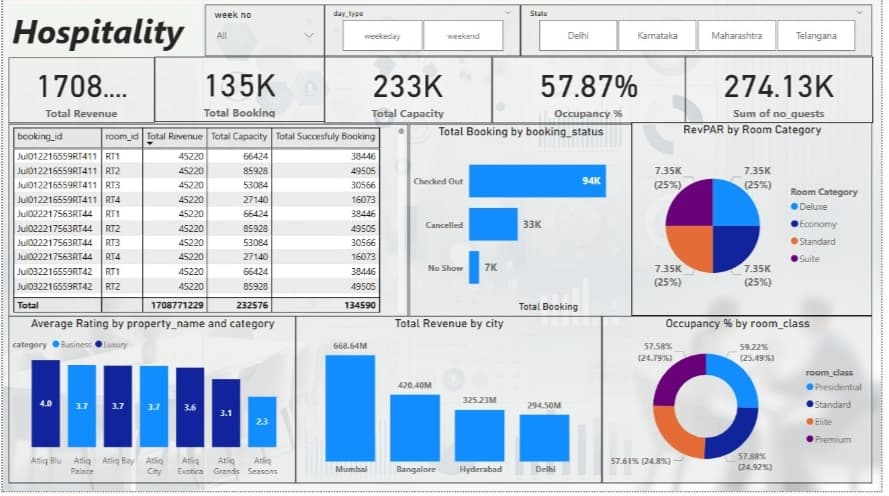 Hospitality
week no
All
day_type
weekeday
weekend
State
Delhi
Karnataka
Maharashtra
Telangana
1708....
Total Revenue
135K
Total Booking
233K
Total Capacity
57.87%
Occupancy %
274.13K
Sum of no_guests
booking_id room_id Total Revenue Total Capacity Total Succesfuly Booking
Jul012216559RT411 RT1 45220 66424 38446
Jul012216559RT411 RT2 45220 85928 49505
Jul012216559RT411 RT3 45220 53084 30566
Jul012216559RT411 RT4 45220 27140 16073
Jul022217563RT44 RT1 45220 66424 38446
Jul022217563RT44 RT2 45220 85928 49505
Jul022217563RT44 RT3 45220 53084 30566
Jul022217563RT44 RT4 45220 27140 16073
Jul032216559RT42 RT1 45220 66424 38446
Jul032216559RT42 RT2 45220 85928 49505
Total 1708771229 232576 134590
Total Booking by booking_status
Checked Out 94K
Cancelled 33K
No Show 7K
Total Booking
RevPAR by Room Category
7.35K (25%)
7.35K (25%)
7.35K (25%)
7.35K (25%)
Room Category
Deluxe
Economy
Standard
Suite
Average Rating by property_name and category
category Business Luxury
4.0 3.7 3.7 3.7 3.6 3.1 2.3
Atliq Blu
Atliq Palace
Atliq Bay
Atliq City
Atliq Exotica
Atliq Grands
Atliq Seasons
Total Revenue by city
668.64M
420.40M
325.23M
294.50M
Mumbai Bangalore Hyderabad Delhi
Occupancy % by room_class
57.58% (24.79%)
59.22% (25.49%)
57.61% (24.8%)
57.88% (24.92%)
room_class
Presidential
Standard
Elite
Premium